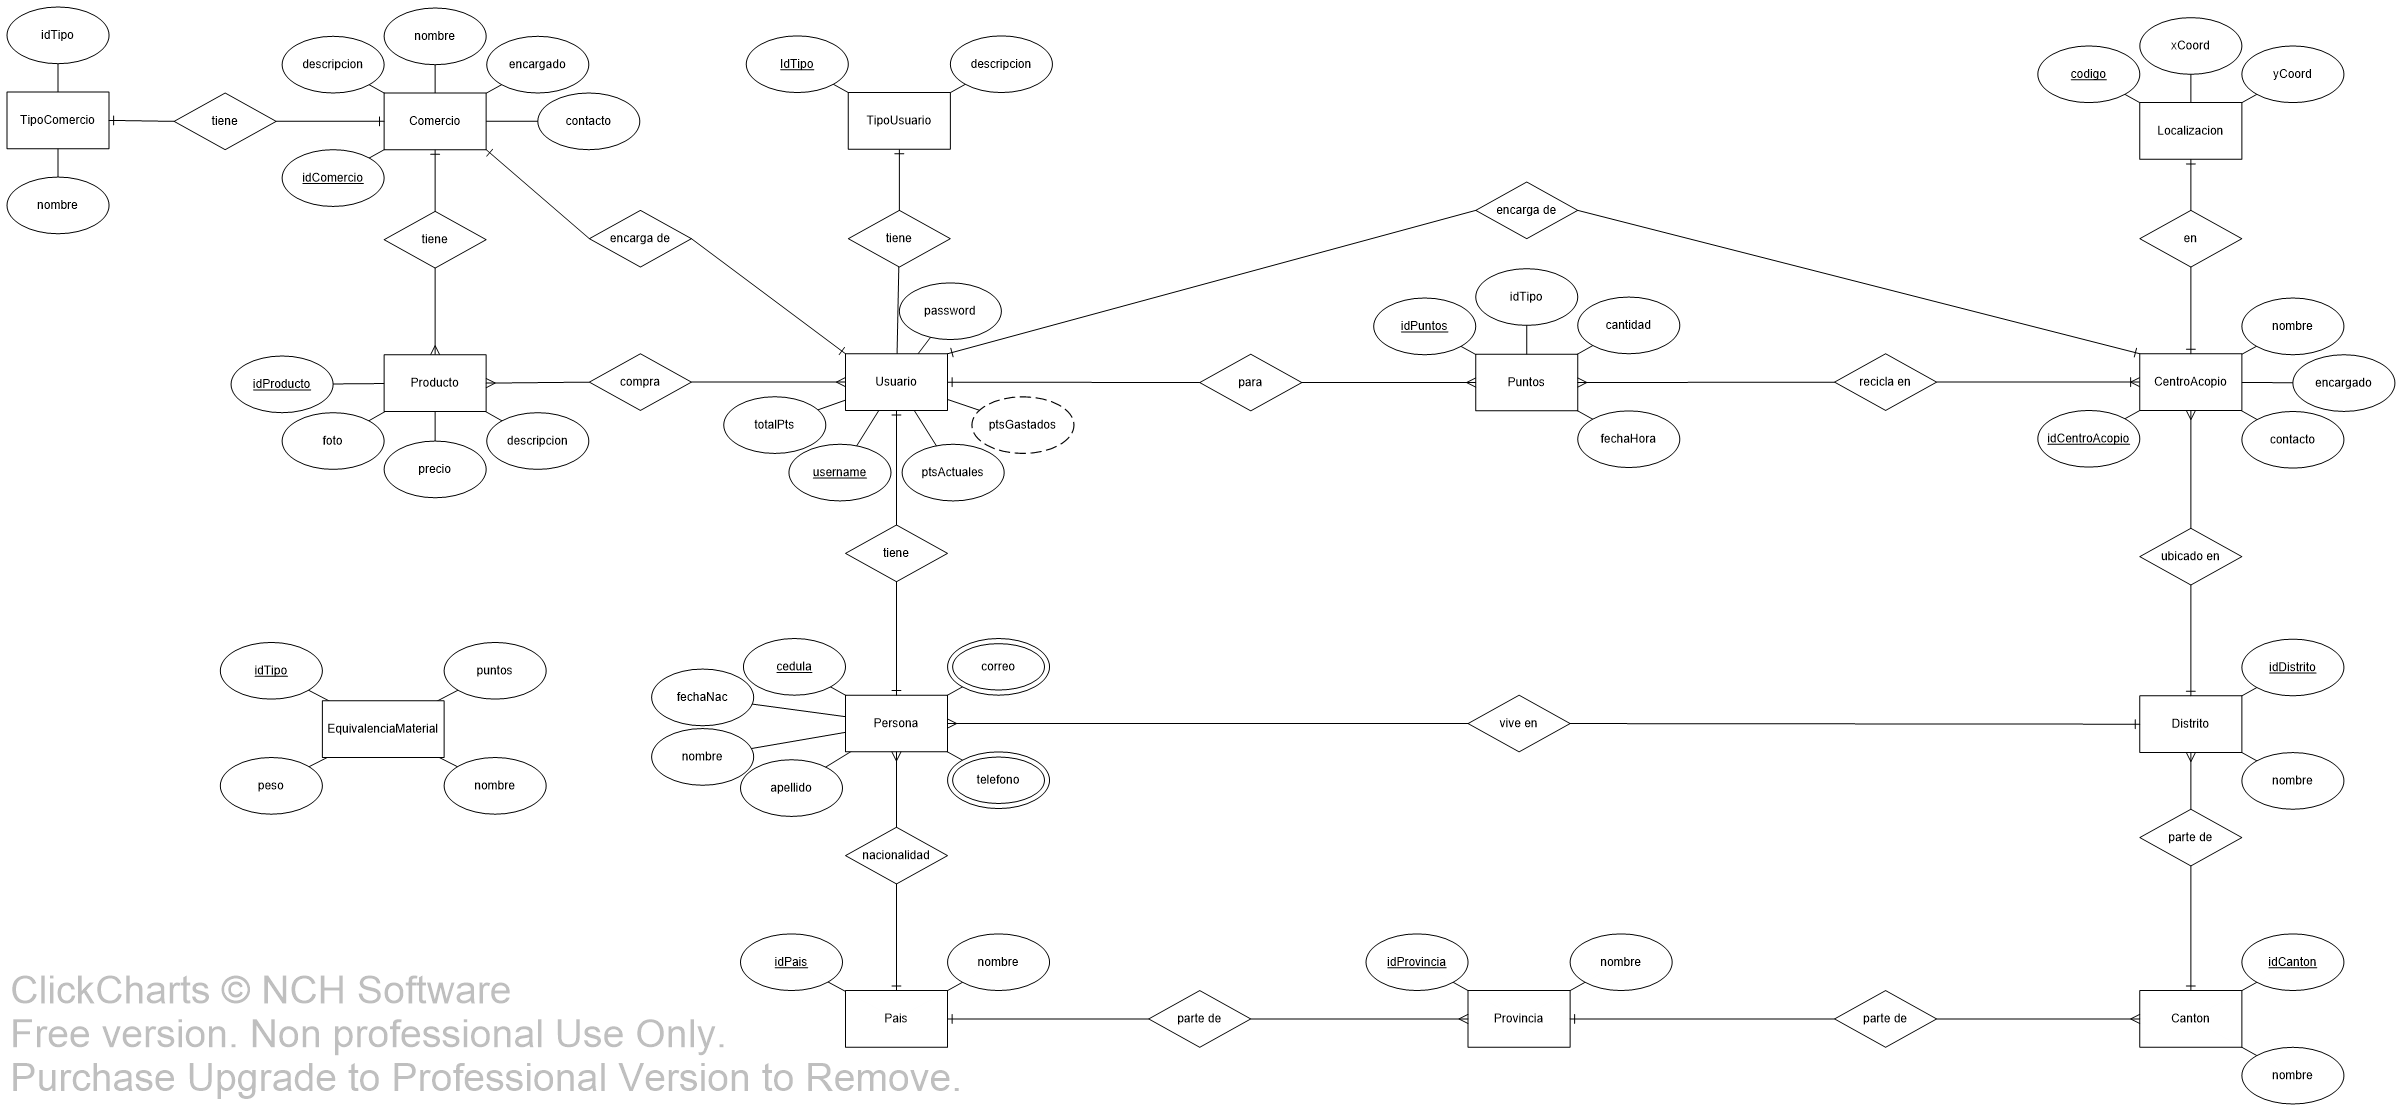 idTipo
nombre
descripcion
encargado
IdTipo
descripcion
codigo
xCoord
yCoord
TipoComercio
tiene
Comercio
contacto
TipoUsuario
Localizacion
idComercio
nombre
tiene
encarga de
tiene
encarga de
en
password
idPuntos
idTipo
cantidad
nombre
idProducto
Producto
compra
Usuario
para
Puntos
recicla en
CentroAcopio
encargado
foto
precio
descripcion
totalPts
username
ptsActuales
ptsGastados
fechaHora
idCentroAcopio
contacto
tiene
ubicado en
idTipo
puntos
EquivalenciaMaterial
peso
nombre
cedula
correo
fechaNac
Persona
nombre
apellido
telefono
vive en
idDistrito
Distrito
nombre
nacionalidad
parte de
idPais
nombre
idProvincia
nombre
idCanton
Pais
parte de
Provincia
parte de
Canton
nombre
ClickCharts © NCH Software
Free version. Non professional Use Only.
Purchase Upgrade to Professional Version to Remove.